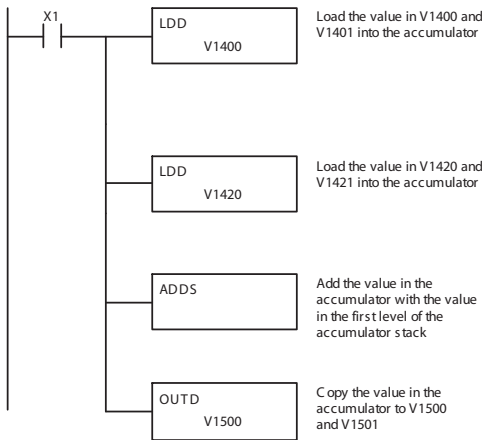 X1
LDD
V1400
Load the value in V1400 and
V1401 into the accumulator
LDD
V1420
Load the value in V1420 and
V1421 into the accumulator
ADDS
Add the value in the
accumulator with the value
in the first level of the
accumulator stack
OUTD
V1500
Copy the value in the
accumulator to V1500
and V1501